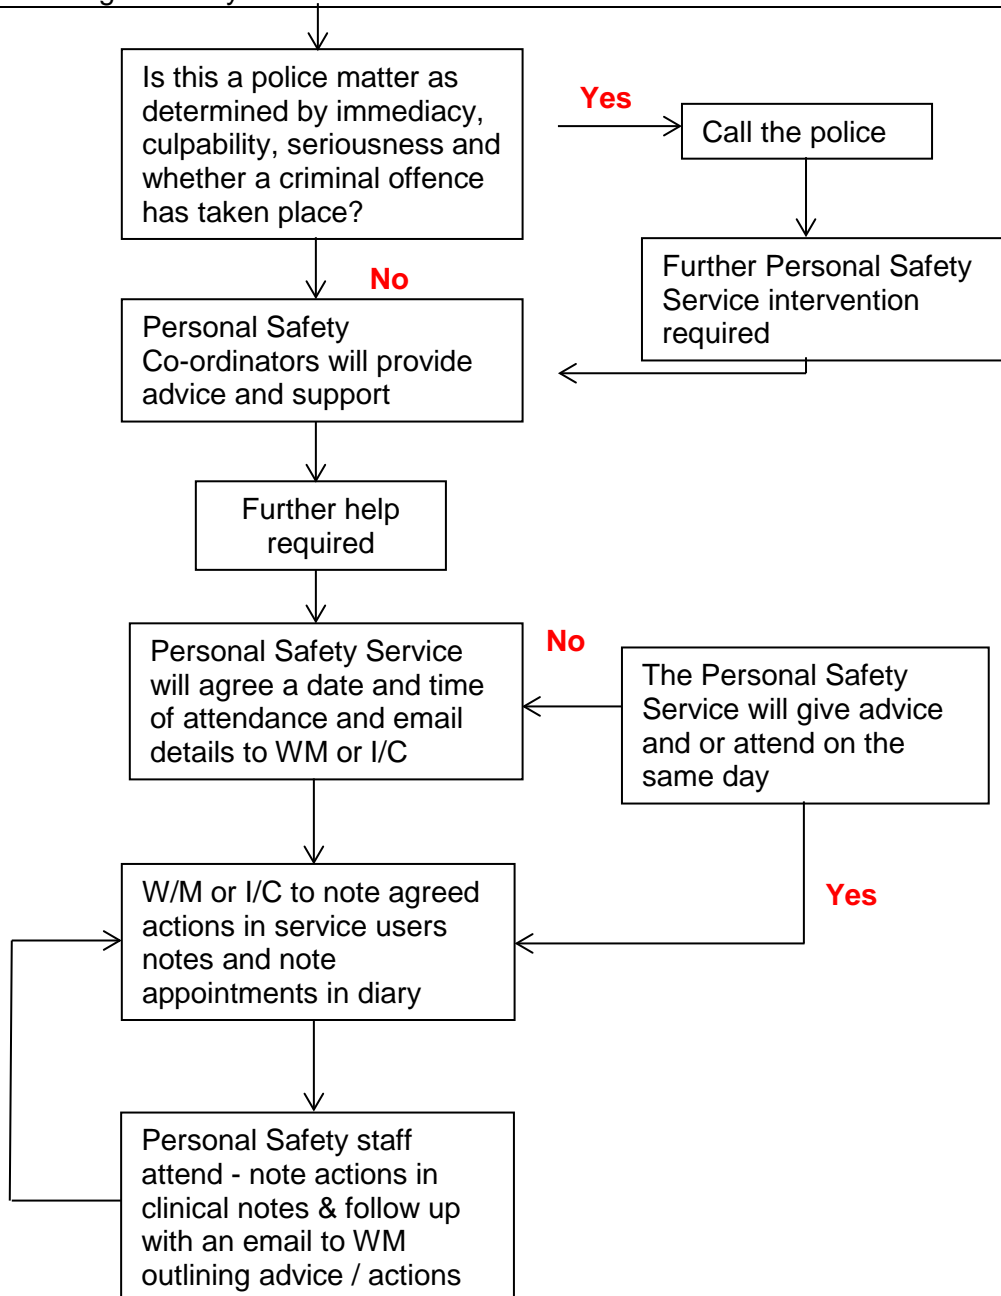 Is this a police matter as
determined by immediacy,
culpability, seriousness and
whether a criminal offence
has taken place?
Yes
Call the police
No
Further Personal Safety
Service intervention
required
Personal Safety
Co-ordinators will provide
advice and support
Further help
required
Personal Safety Service
will agree a date and time
of attendance and email
details to WM or I/C
No
The Personal Safety
Service will give advice
and or attend on the
same day
W/M or I/C to note agreed
actions in service users
notes and note
appointments in diary
Yes
Personal Safety staff
attend - note actions in
clinical notes & follow up
with an email to WM
outlining advice / actions